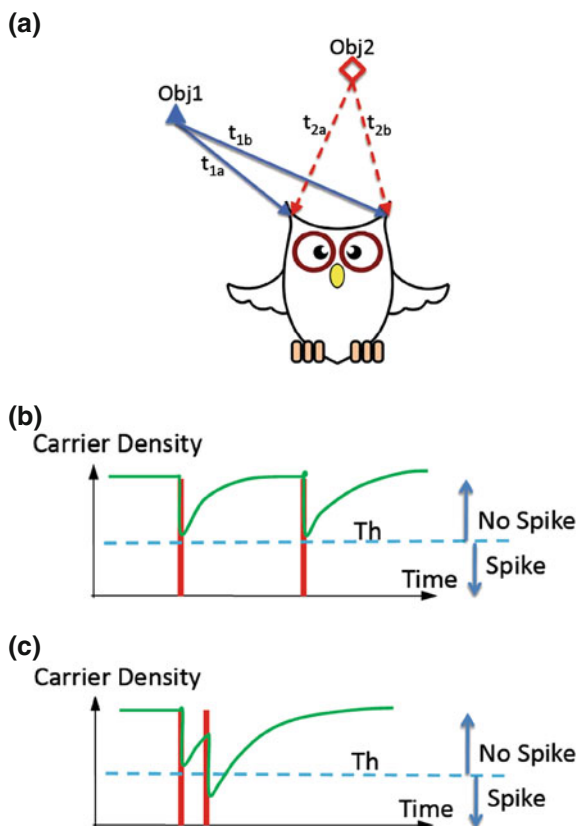 (a)
Obj2
Obj1
t1b
t1a
t2a
t2b
(b)
Carrier Density
Th
No Spike
Time
Spike
(c)
Carrier Density
Th
No Spike
Time
Spike